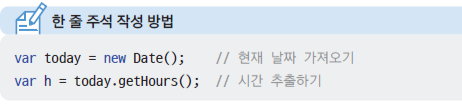 한 줄 주석 작성 방법
var today = new Date();    // 현재 날짜 가져오기
var h = today.getHours();  // 시간 추출하기